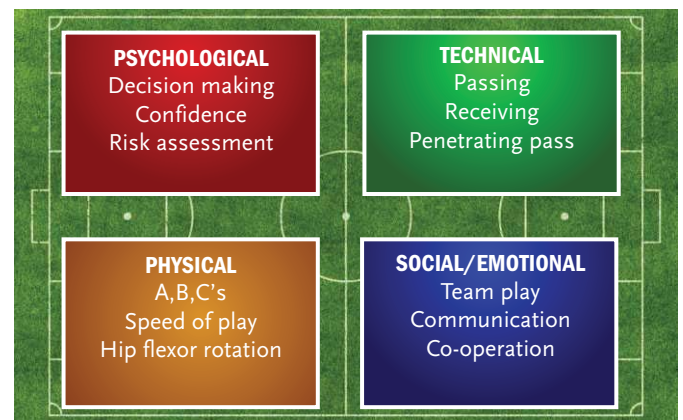 PSYCHOLOGICAL
Decision making
Confidence
Risk assessment
TECHNICAL
Passing
Receiving
Penetrating pass
PHYSICAL
A,B,C's
Speed of play
Hip flexor rotation
SOCIAL/EMOTIONAL
Team play
Communication
Co-operation